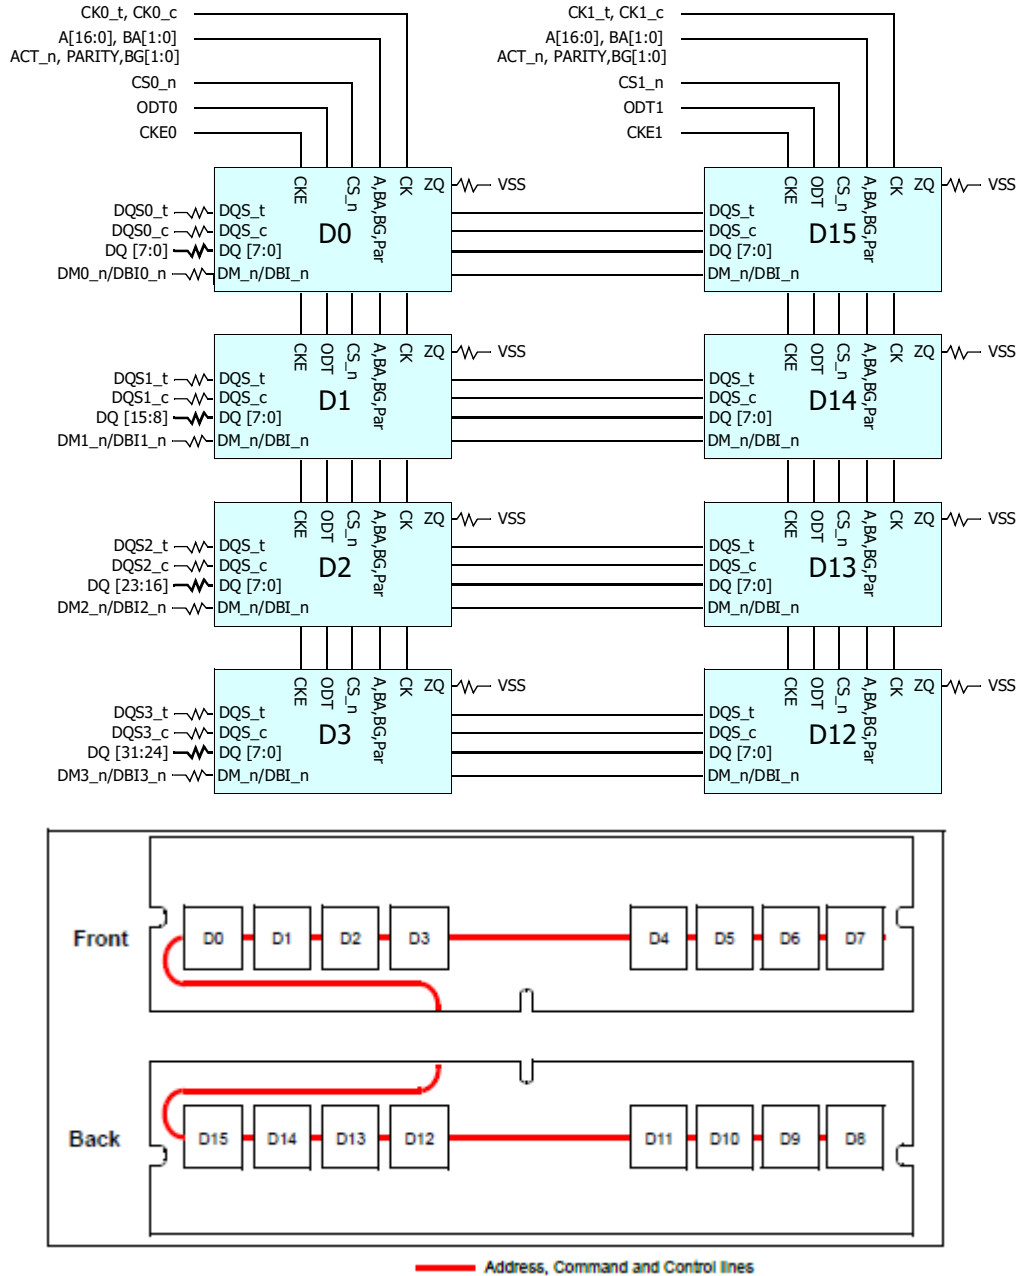 CK0_t, CK0_c
A[16:0], BA[1:0]
ACT_n, PARITY,BG[1:0]
CS0_n
ODT0
CKE0
CK1_t, CK1_c
A[16:0], BA[1:0]
ACT_n, PARITY,BG[1:0]
CS1_n
ODT1
CKE1
CKE CS_n A,BA,BG,Par CK ZQ VSS
DQS0_t DQS_t
DQS0_c DQS_c
DQ [7:0] DQ [7:0]
DM0_n/DBI0_n DM_n/DBI_n
D0
CKE ODT CS_n A,BA,BG,Par CK ZQ VSS
DQS_t
DQS_c
DQ [7:0]
DM_n/DBI_n
D15
CKE ODT CS_n A,BA,BG,Par CK ZQ VSS
DQS1_t DQS_t
DQS1_c DQS_c
DQ [15:8] DQ [7:0]
DM1_n/DBI1_n DM_n/DBI_n
D1
CKE ODT CS_n A,BA,BG,Par CK ZQ VSS
DQS_t
DQS_c
DQ [7:0]
DM_n/DBI_n
D14
CKE ODT CS_n A,BA,BG,Par CK ZQ VSS
DQS2_t DQS_t
DQS2_c DQS_c
DQ [23:16] DQ [7:0]
DM2_n/DBI2_n DM_n/DBI_n
D2
CKE ODT CS_n A,BA,BG,Par CK ZQ VSS
DQS_t
DQS_c
DQ [7:0]
DM_n/DBI_n
D13
CKE ODT CS_n A,BA,BG,Par CK ZQ VSS
DQS3_t DQS_t
DQS3_c DQS_c
DQ [31:24] DQ [7:0]
DM3_n/DBI3_n DM_n/DBI_n
D3
CKE ODT CS_n A,BA,BG,Par CK ZQ VSS
DQS_t
DQS_c
DQ [7:0]
DM_n/DBI_n
D12
Front D0 D1 D2 D3 D4 D5 D6 D7
Back D15 D14 D13 D12 D11 D10 D9 D8
Address, Command and Control lines